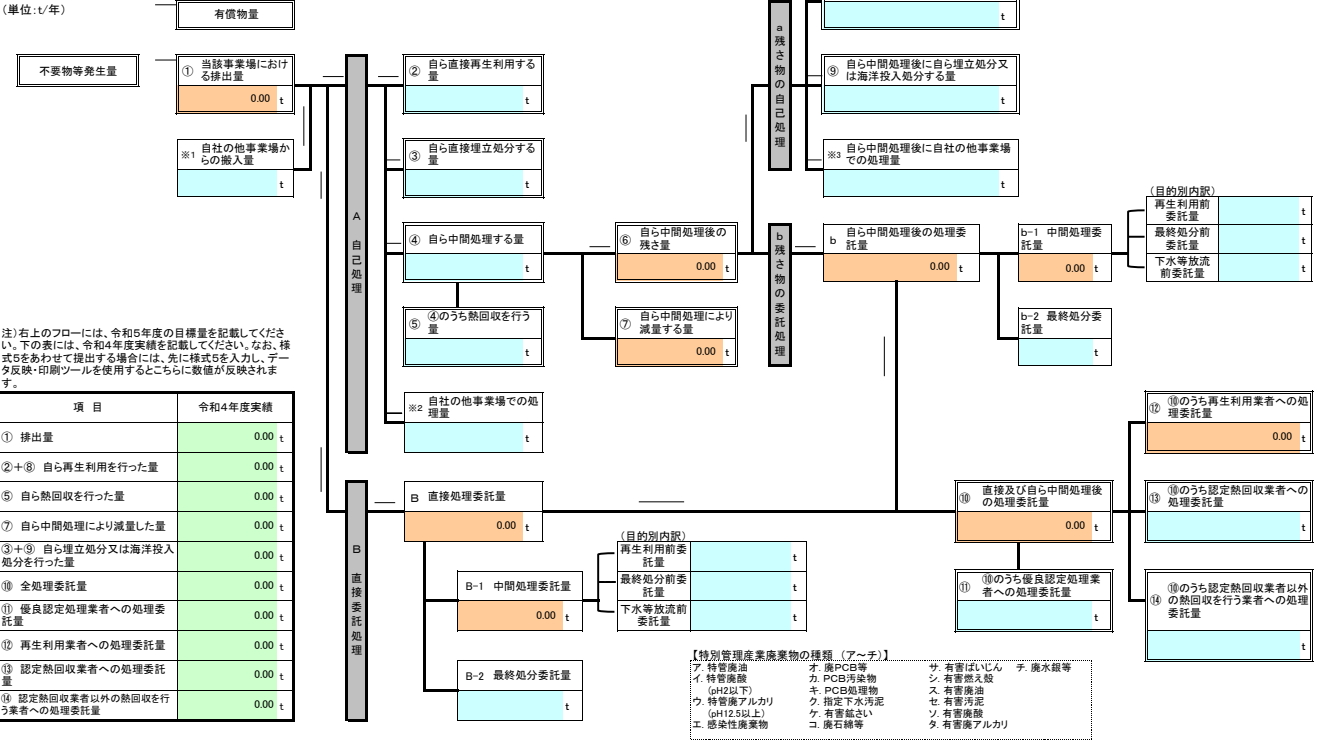 (単位:t/年)
有償物量
t
不要物等発生量
① 当該事業場におけ
る排出量
0.00 t
※1 自社の他事業場か
らの搬入量
t
A 自己処理
② 自ら直接再生利用する
量
t
③ 自ら直接埋立処分する
量
t
④ 自ら中間処理する量
t
⑤ ④のうち熱回収を行う
量
t
※2 自社の他事業場での処
理量
t
⑥ 自ら中間処理後の
残さ量
0.00 t
⑦ 自ら中間処理により
減量する量
0.00 t
a 残さ物の自己処理
⑨ 自ら中間処理後に自ら埋立処分又
は海洋投入処分する量
t
※3 自ら中間処理後に自社の他事業場
での処理量
t
b 残さ物の委託処理
b 自ら中間処理後の処理委
託量
0.00 t
b-1 中間処理委
託量
0.00 t
b-2 最終処分委
託量
t
(目的別内訳)
再生利用前
委託量
t
最終処分前
委託量
t
下水等放流
前委託量
t
注)右上のフローには、令和5年度の目標量を記載してくださ
い。下の表には、令和4年度実績を記載してください。なお、様
式5をあわせて提出する場合には、先に様式5を入力し、デー
タ反映・印刷ツールを使用するとこちらに数値が反映されま
す。
項 目 令和4年度実績
① 排出量 0.00 t
②+⑧ 自ら再生利用を行った量 0.00 t
⑤ 自ら熱回収を行った量 0.00 t
⑦ 自ら中間処理により減量した量 0.00 t
③+⑨ 自ら埋立処分又は海洋投入
処分を行った量 0.00 t
⑩ 全処理委託量 0.00 t
⑪ 優良認定処理業者への処理委
託量 0.00 t
⑫ 再生利用業者への処理委託量 0.00 t
⑬ 認定熱回収業者への処理委託
量 0.00 t
⑭ 認定熱回収業者以外の熱回収を行
う業者への処理委託量 0.00 t
B 直接委託処理
B 直接処理委託量
0.00 t
B-1 中間処理委託量
0.00 t
B-2 最終処分委託量
t
(目的別内訳)
再生利用前委
託量
t
最終処分前委
託量
t
下水等放流前
委託量
t
⑩ 直接及び自ら中間処理後
の処理委託量
0.00 t
⑪ ⑩のうち優良認定処理業
者への処理委託量
t
⑫ ⑩のうち再生利用業者への処
理委託量
0.00 t
⑬ ⑩のうち認定熱回収業者への
処理委託量
t
⑭ ⑩のうち認定熱回収業者以外
の熱回収を行う業者への処理
委託量
t
【特別管理産業廃棄物の種類 (ア~チ)】
ア. 特管廃油 オ. 廃PCB等 サ. 有害ばいじん チ. 廃水銀等
イ. 特管廃酸 カ. PCB汚染物 シ. 有害燃え殻
(pH2以下) キ. PCB処理物 ス. 有害廃油
ウ. 特管廃アルカリ ク. 指定下水汚泥 セ. 有害汚泥
(pH12.5以上) ケ. 有害鉱さい ソ. 有害廃酸
エ. 感染性廃棄物 コ. 廃石綿等 タ. 有害廃アルカリ